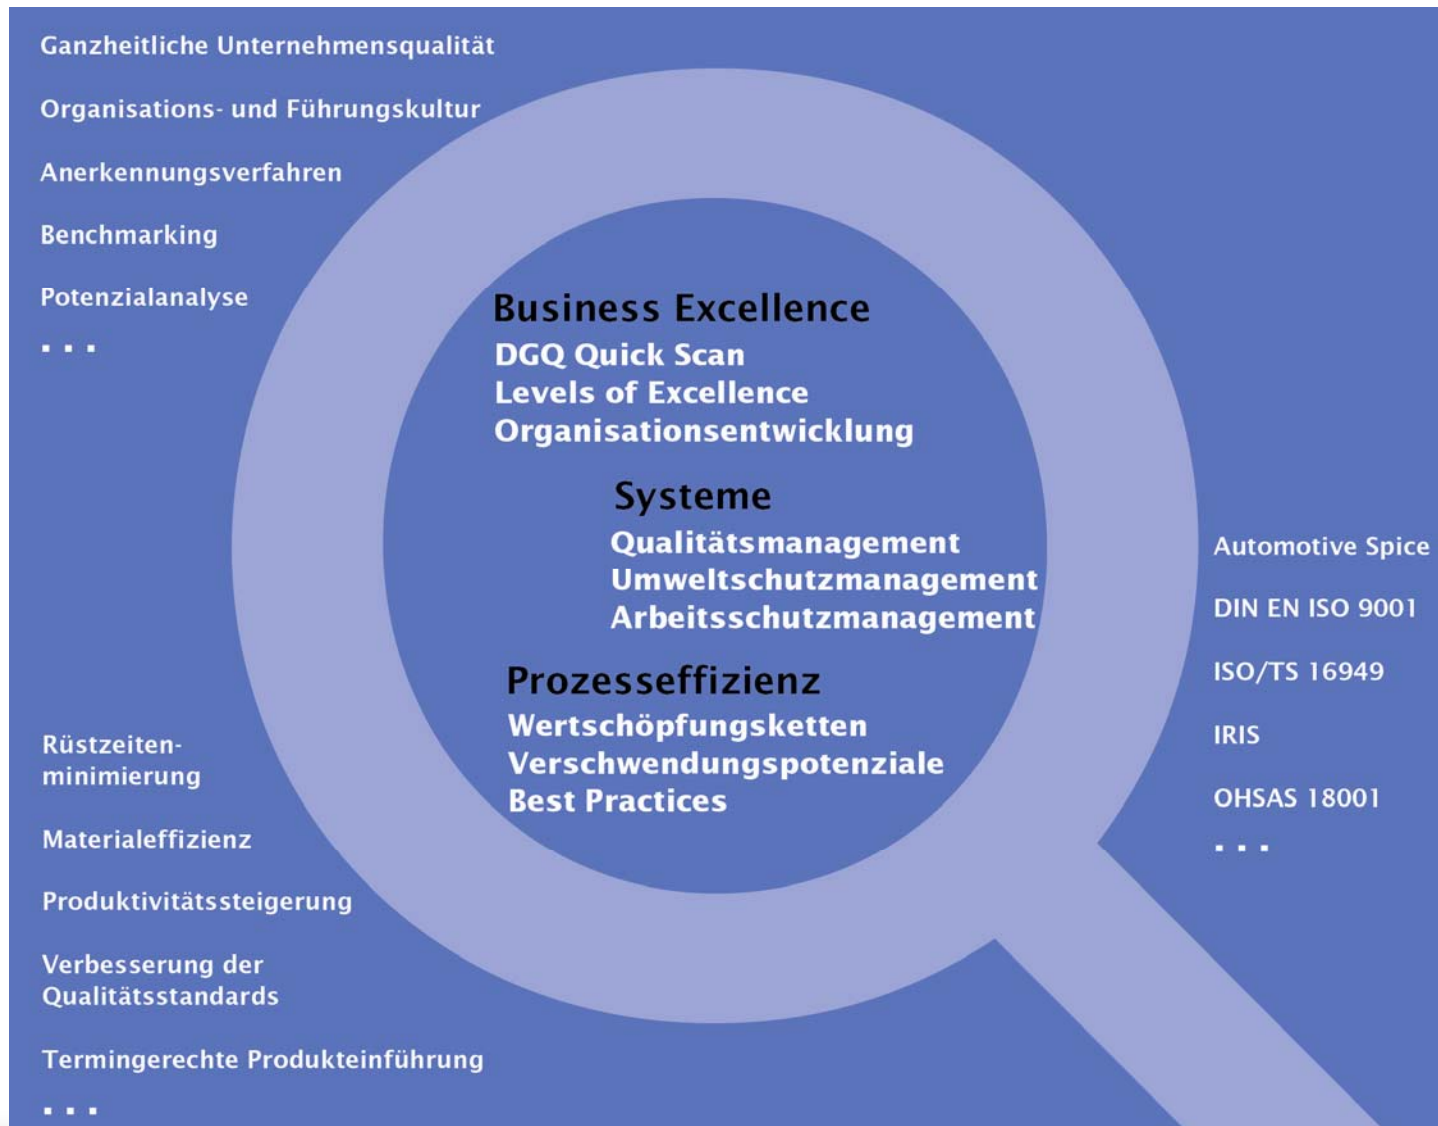 Ganzheitliche Unternehmensqualität
Organisations- und Führungskultur
Anerkennungsverfahren
Benchmarking
Potenzialanalyse
. . .
Business Excellence
DGQ Quick Scan
Levels of Excellence
Organisationsentwicklung
Systeme
Qualitätsmanagement
Umweltschutzmanagement
Arbeitsschutzmanagement
Prozesseffizienz
Wertschöpfungsketten
Verschwendungspotenziale
Best Practices
Automotive Spice
DIN EN ISO 9001
ISO/TS 16949
IRIS
OHSAS 18001
. . .
Rüstzeiten-
minimierung
Materialeffizienz
Produktivitätssteigerung
Verbesserung der
Qualitätsstandards
Termingerechte Produkteinführung
. . .